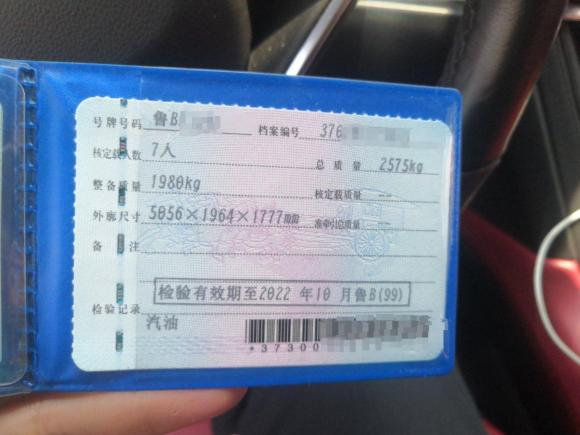 号牌号码 鲁B 档案编号 370
核定载人数 7人 总质量 2575kg
整备质量 1980kg 核定载质量 --
外廓尺寸 5056×1964×1777mm 准牵引总质量 --
备注
检验有效期至2022 年10 月鲁B(99)
检验记录
汽油
*37300